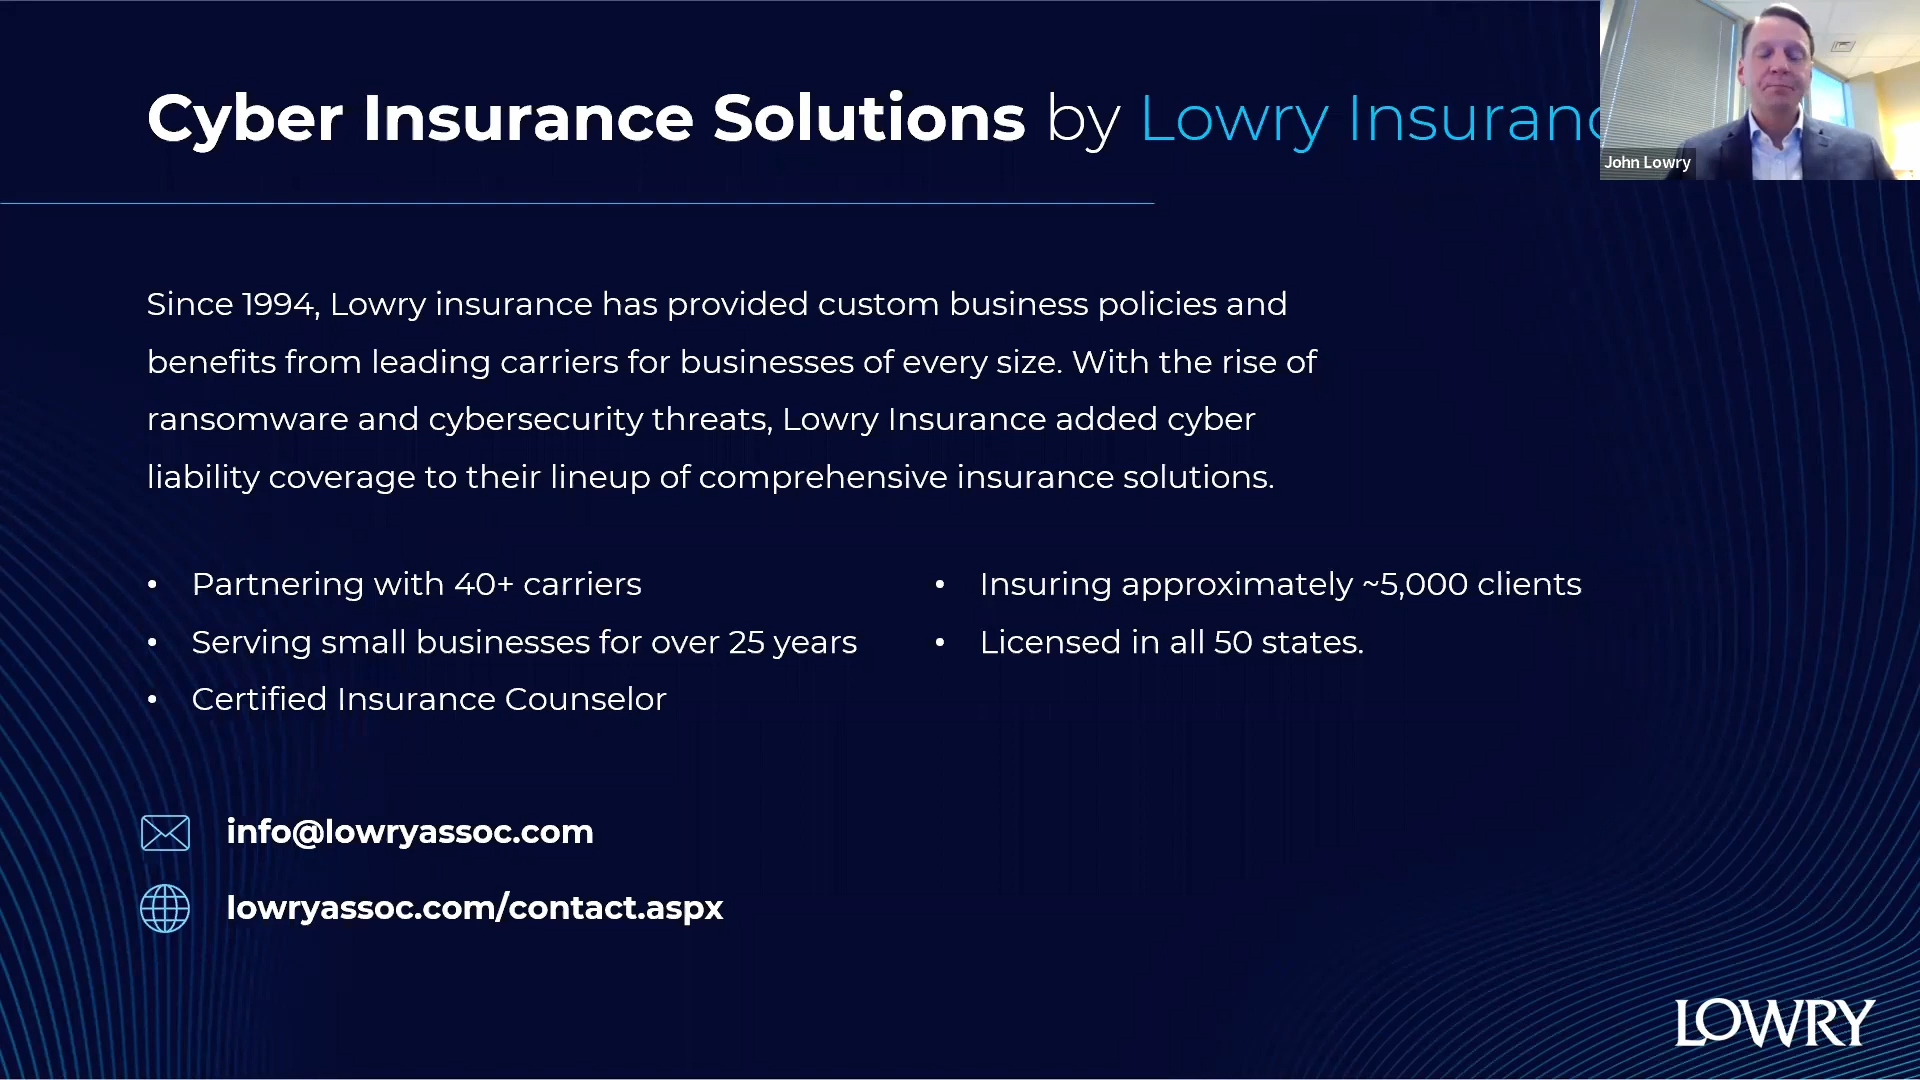 Cyber Insurance Solutions by Lowry Insuranc
John Lowry
Since 1994, Lowry insurance has provided custom business policies and
benefits from leading carriers for businesses of every size. With the rise of
ransomware and cybersecurity threats, Lowry Insurance added cyber
liability coverage to their lineup of comprehensive insurance solutions.
• Partnering with 40+ carriers
• Serving small businesses for over 25 years
• Certified Insurance Counselor
• Insuring approximately ~5,000 clients
• Licensed in all 50 states.
info@lowryassoc.com
lowryassoc.com/contact.aspx
LOWRY